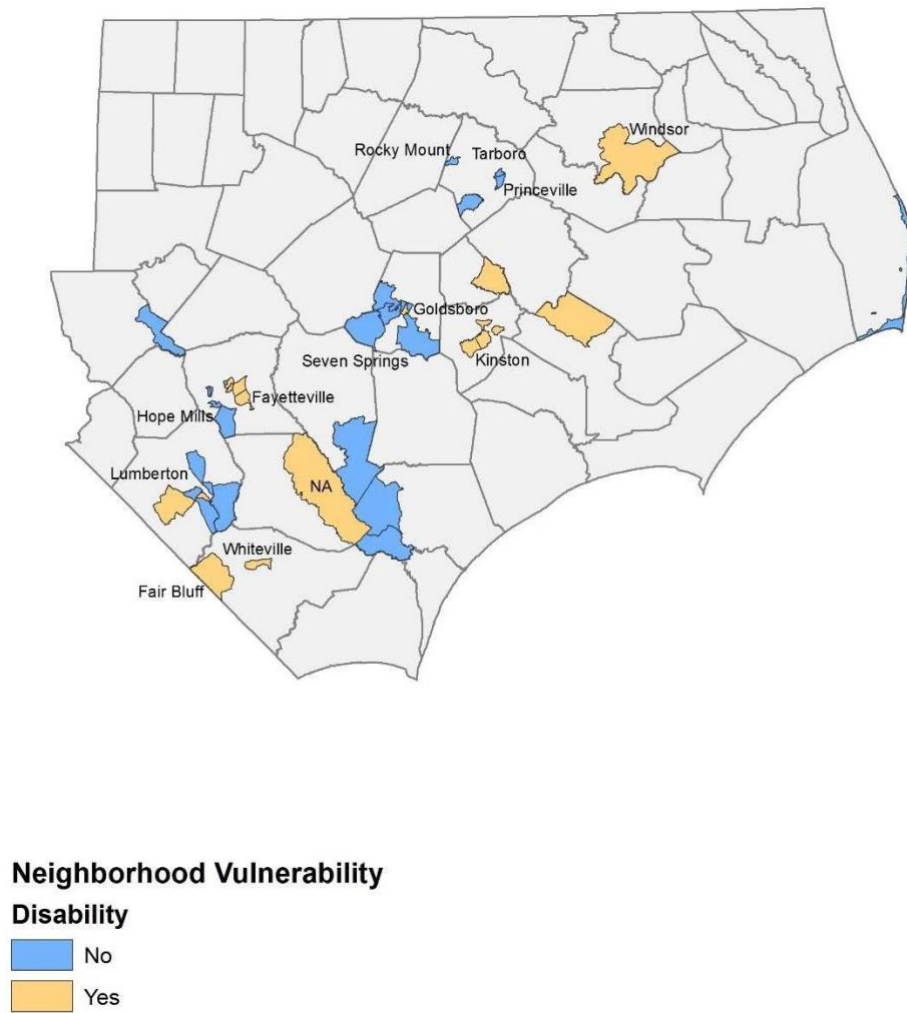 Windsor
Rocky Mount
Tarboro
Princeville
Goldsboro
Seven Springs
Kinston
Fayetteville
Hope Mills
Lumberton
NA
Whiteville
Fair Bluff
Neighborhood Vulnerability
Disability
No
Yes